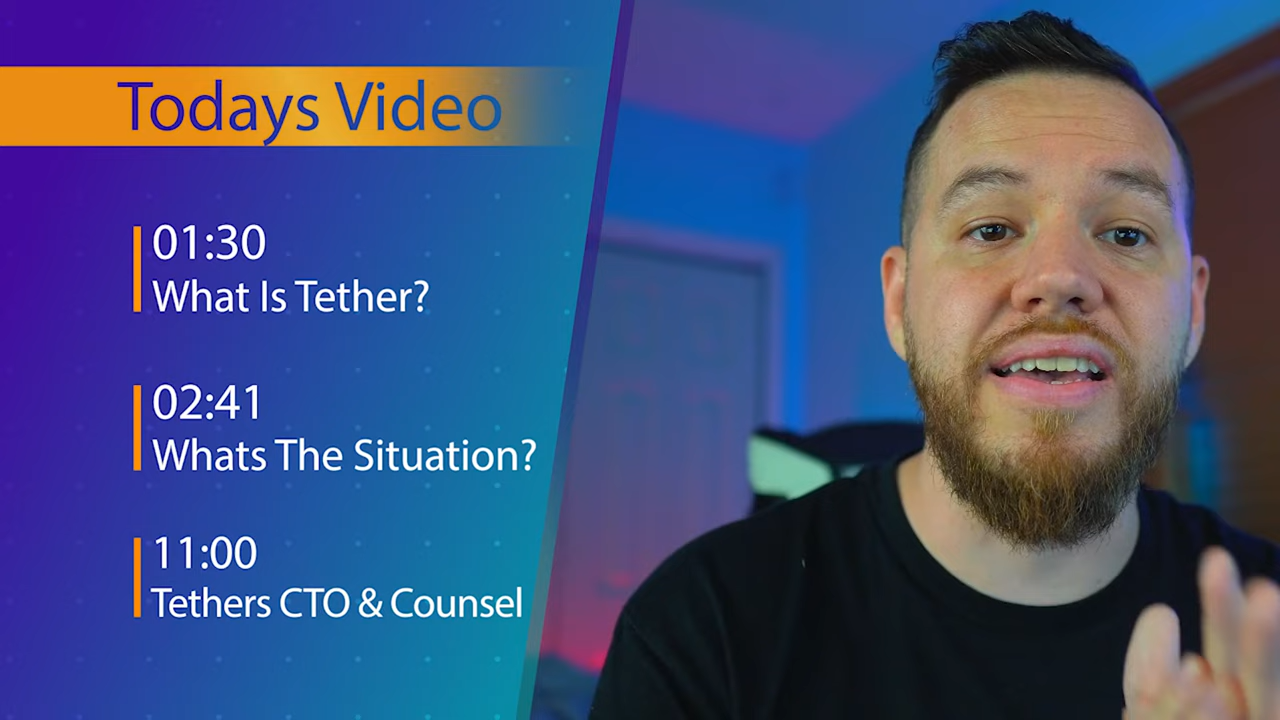 Todays Video
01:30
What Is Tether?
02:41
Whats The Situation?
11:00
Tethers CTO & Counsel